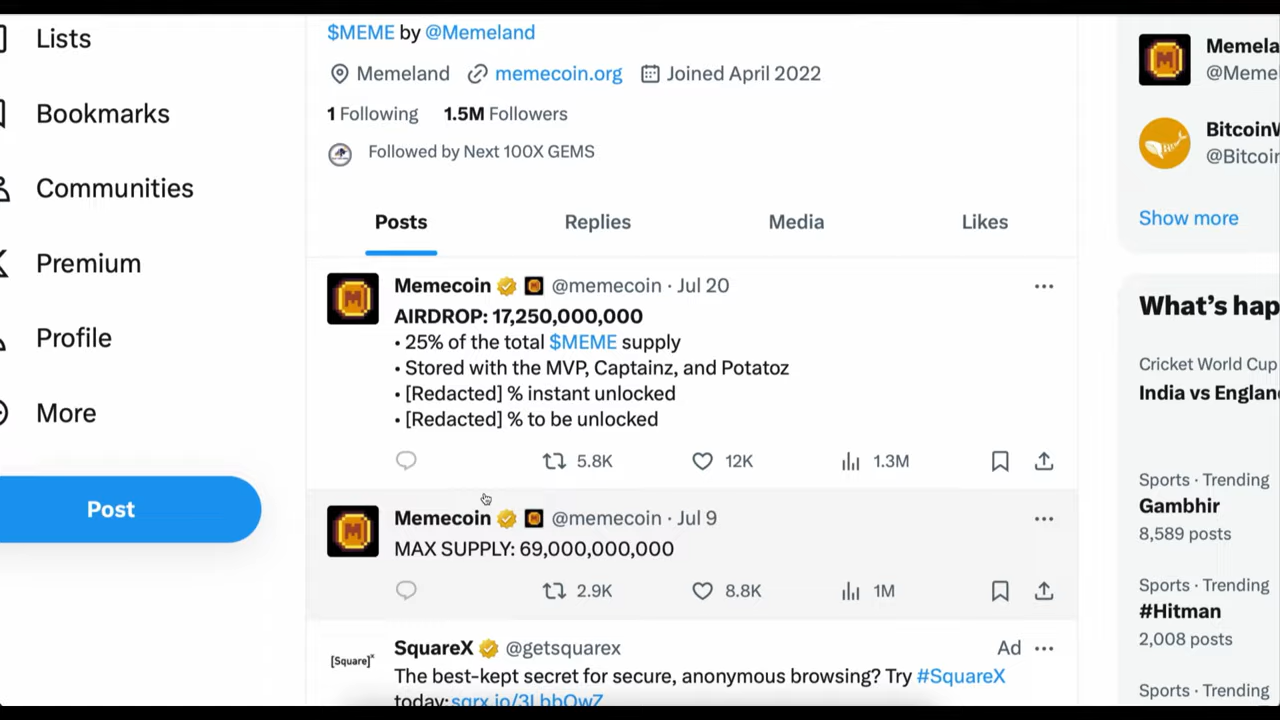 Lists
Bookmarks
Communities
Premium
Profile
More
Post
$MEME by @Memeland
Memeland memecoin.org Joined April 2022
1 Following 1.5M Followers
Followed by Next 100X GEMS
Posts Replies Media Likes
Memecoin @memecoin · Jul 20
AIRDROP: 17,250,000,000
• 25% of the total $MEME supply
• Stored with the MVP, Captainz, and Potatoz
• [Redacted] % instant unlocked
• [Redacted] % to be unlocked
5.8K 12K 1.3M
Memecoin @memecoin · Jul 9
MAX SUPPLY: 69,000,000,000
2.9K 8.8K 1M
[Square]x
SquareX @getsquarex Ad
The best-kept secret for secure, anonymous browsing? Try #SquareX
today: sqrx.io/3LbbOwZ
Memela
@Meme
BitcoinW
@Bitcoin
Show more
What's hap
Cricket World Cup
India vs England
Sports · Trending
Gambhir
8,589 posts
Sports · Trending
#Hitman
2,008 posts
Sports · Trending